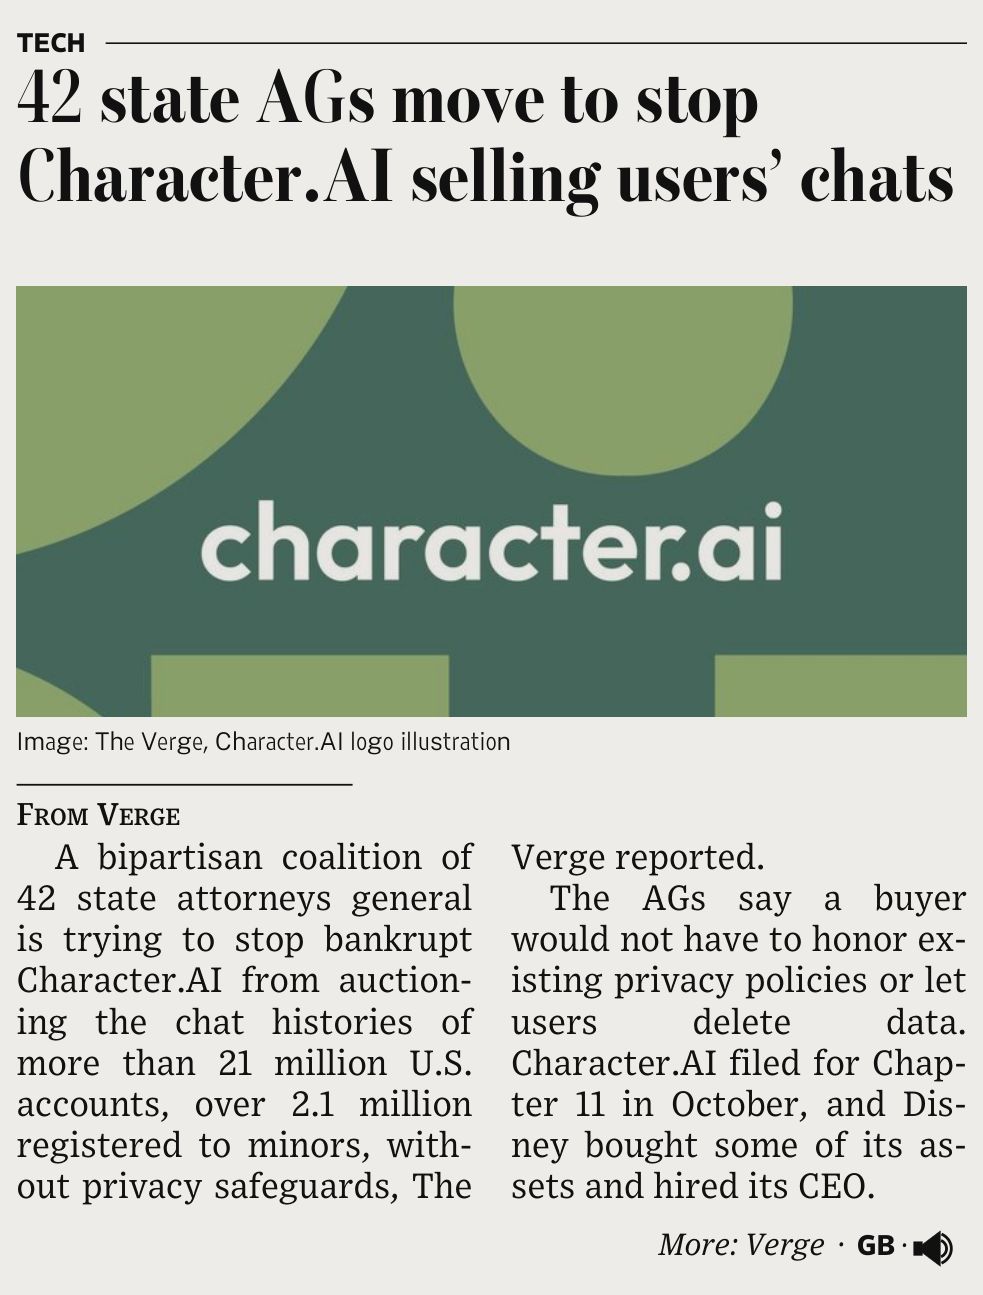 TECH
42 state AGs move to stop
Character.AI selling users’ chats
character.ai
Image: The Verge, Character.AI logo illustration
FROM VERGE
A bipartisan coalition of
42 state attorneys general
is trying to stop bankrupt
Character.AI from auction-
ing the chat histories of
more than 21 million U.S.
accounts, over 2.1 million
registered to minors, with-
out privacy safeguards, The
Verge reported.
The AGs say a buyer
would not have to honor ex-
isting privacy policies or let
users delete data.
Character.AI filed for Chap-
ter 11 in October, and Dis-
ney bought some of its as-
sets and hired its CEO.
More: Verge · GB ·